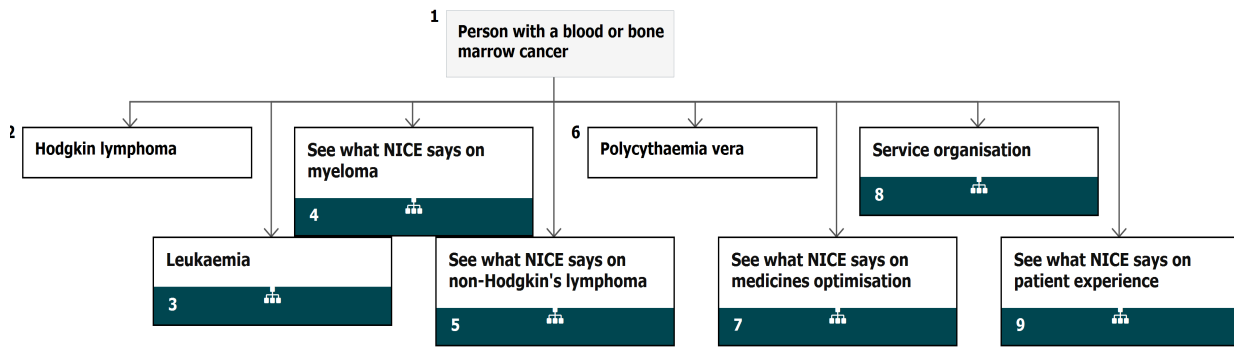 1
Person with a blood or bone
marrow cancer
2
Hodgkin lymphoma
See what NICE says on
myeloma
4
6
Polycythaemia vera
Service organisation
8
Leukaemia
3
See what NICE says on
non-Hodgkin's lymphoma
5
See what NICE says on
medicines optimisation
7
See what NICE says on
patient experience
9